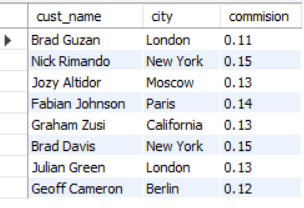 cust_name city commision
Brad Guzan London 0.11
Nick Rimando New York 0.15
Jozy Altidor Moscow 0.13
Fabian Johnson Paris 0.14
Graham Zusi California 0.13
Brad Davis New York 0.15
Julian Green London 0.13
Geoff Cameron Berlin 0.12